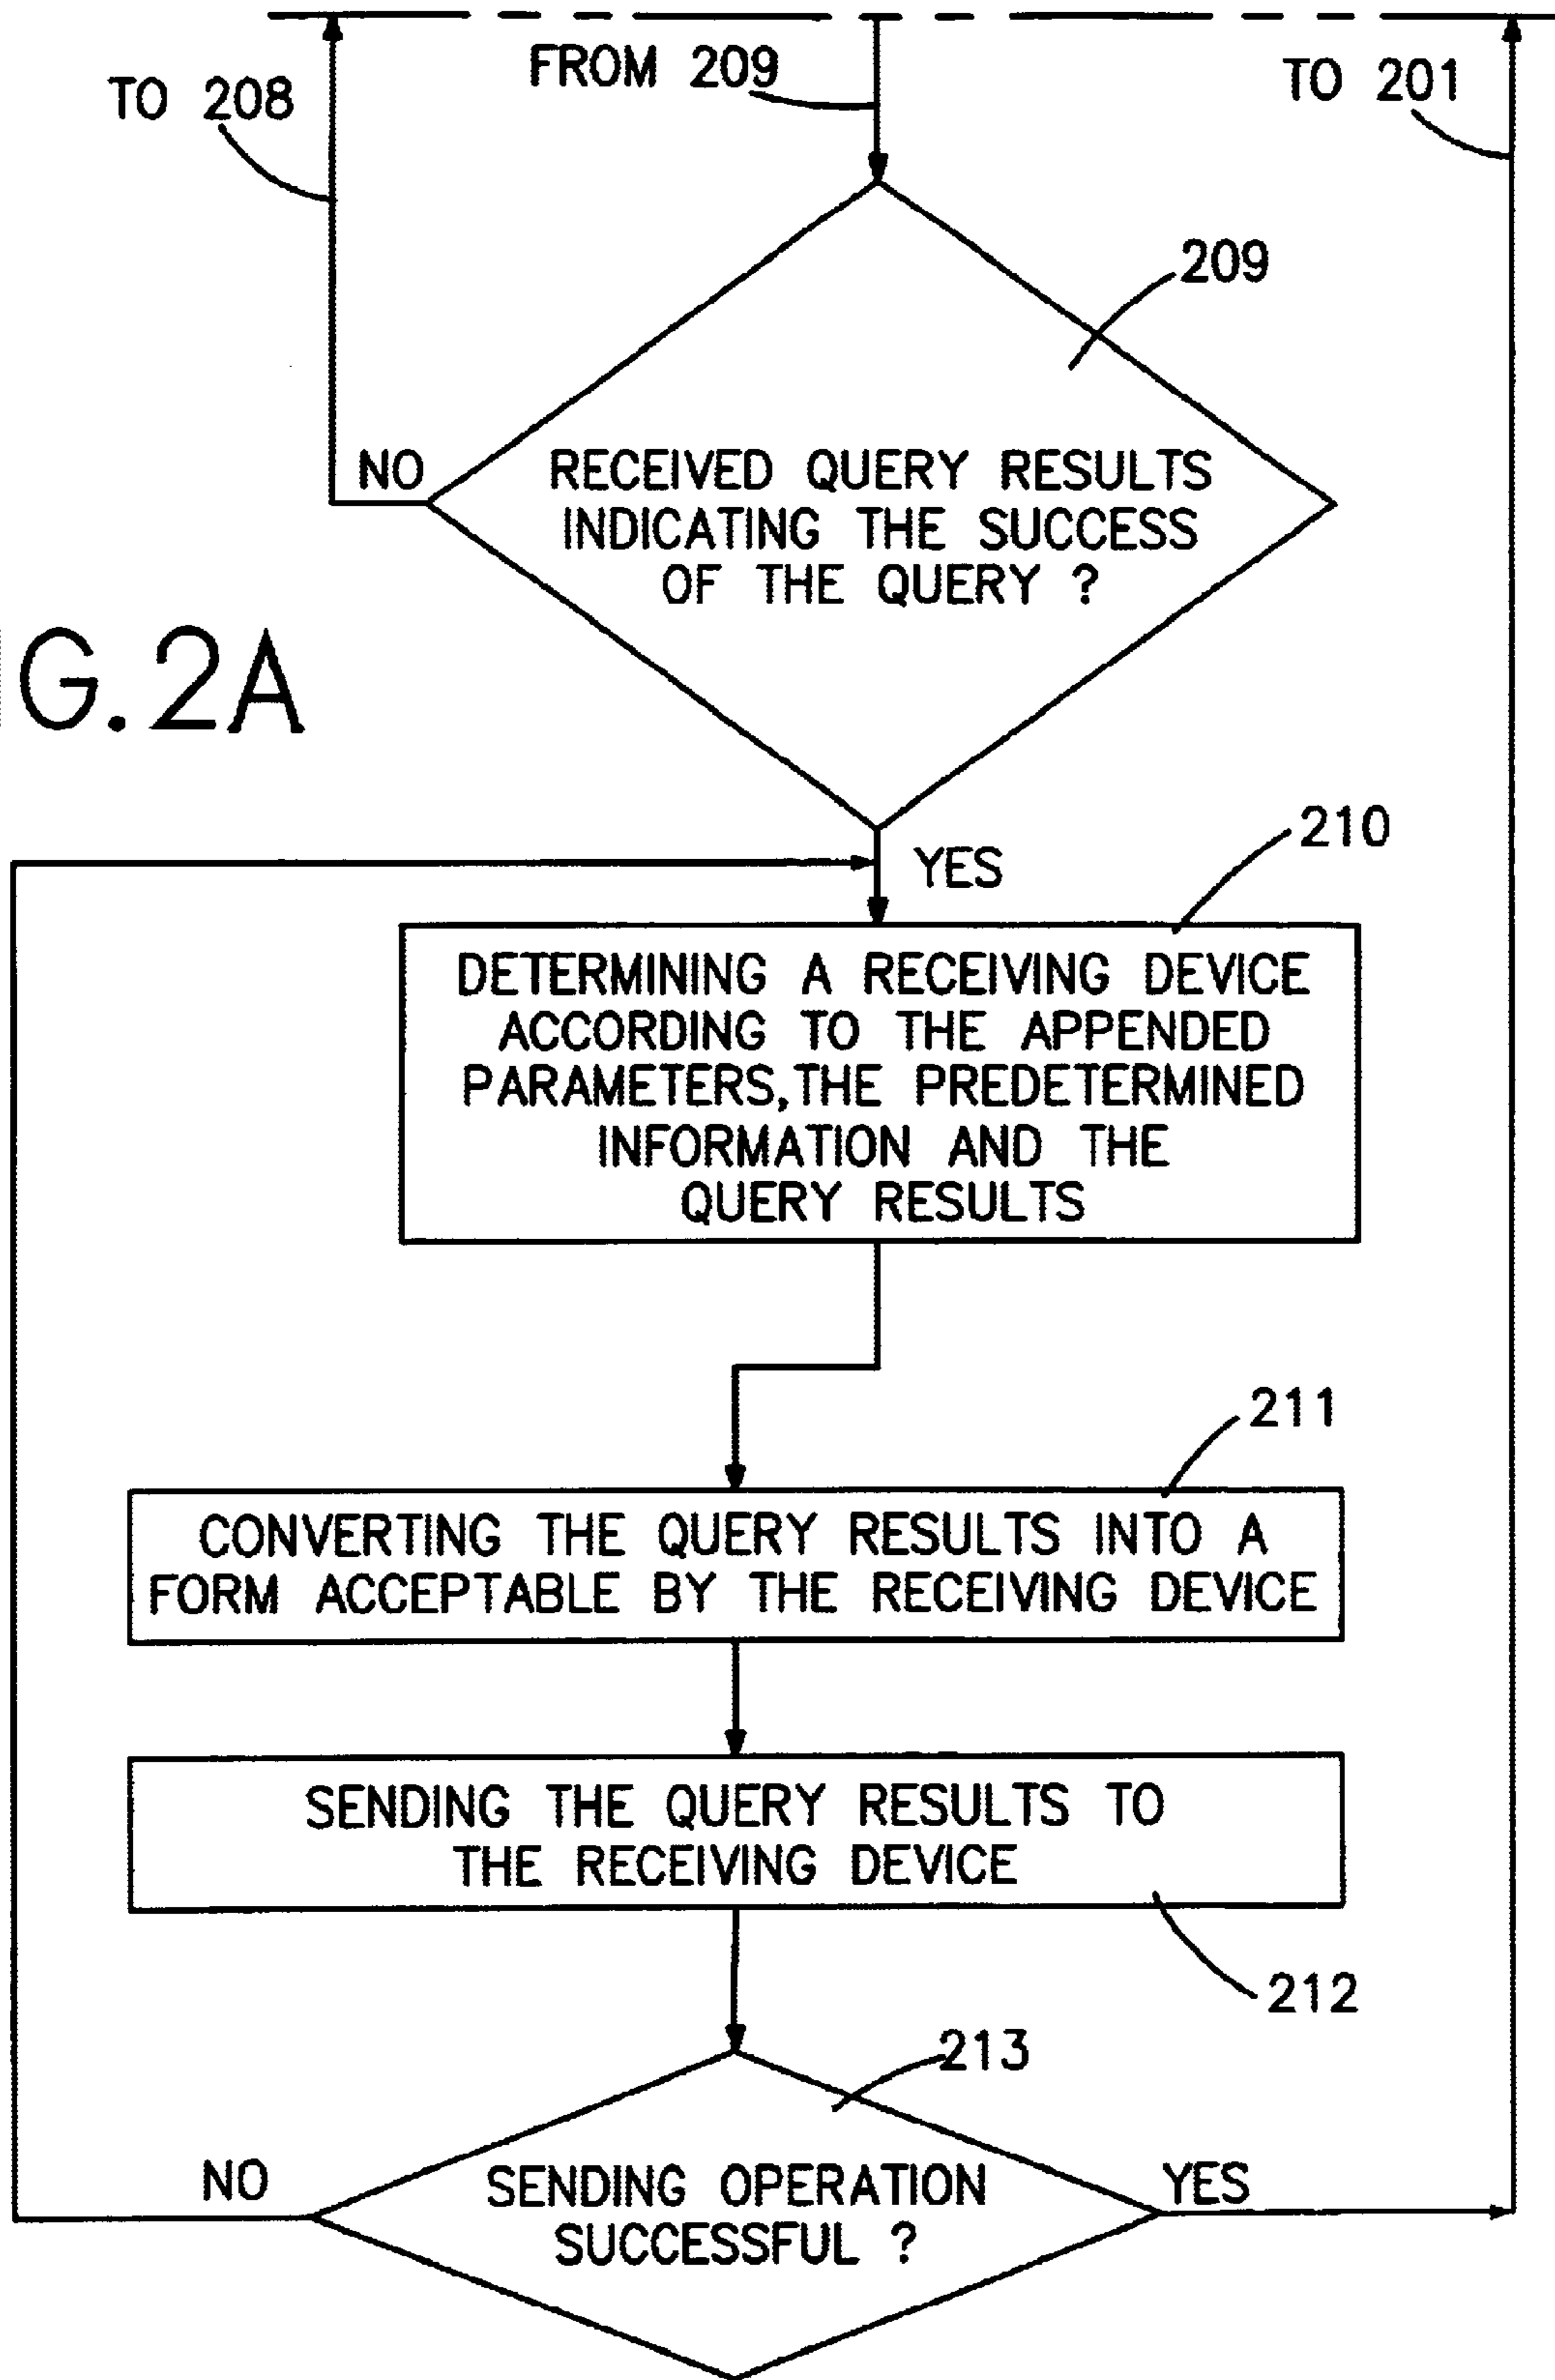 TO 208
FROM 209
TO 201
209
NO
RECEIVED QUERY RESULTS
INDICATING THE SUCCESS
OF THE QUERY ?
G.2A
YES
210
DETERMINING A RECEIVING DEVICE
ACCORDING TO THE APPENDED
PARAMETERS,THE PREDETERMINED
INFORMATION AND THE
QUERY RESULTS
211
CONVERTING THE QUERY RESULTS INTO A
FORM ACCEPTABLE BY THE RECEIVING DEVICE
SENDING THE QUERY RESULTS TO
THE RECEIVING DEVICE
212
213
NO
SENDING OPERATION
SUCCESSFUL ?
YES